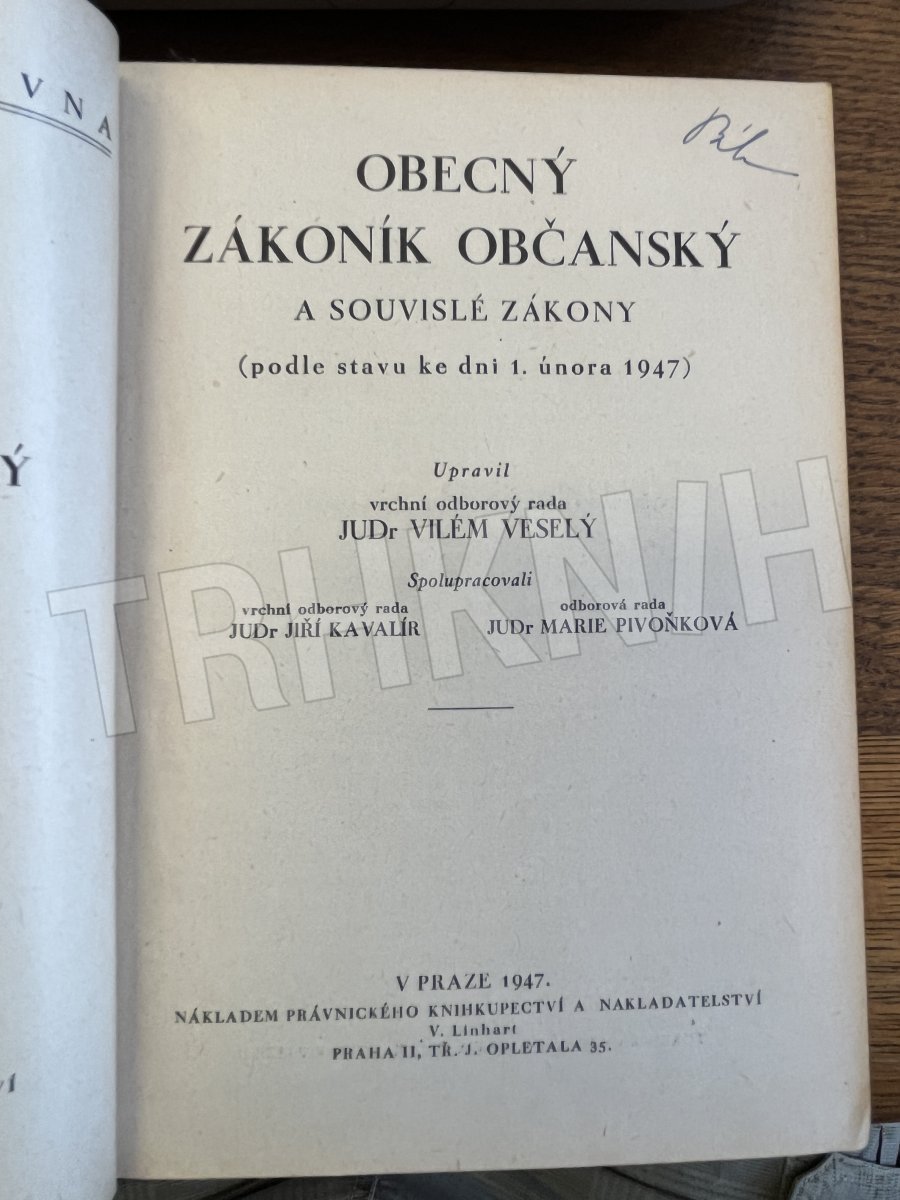 VNA
Ý
OBECNÝ
ZÁKONÍK OBČANSKÝ
A SOUVISLÉ ZÁKONY
(podle stavu ke dni 1. února 1947)
Upravil
vrchní odborový rada
JUDr VILÉM VESELÝ
Spolupracovali
vrchní odborový rada
JUDr JIŘÍ KAVALÍR
odborová rada
JUDr MARIE PIVOŇKOVÁ
V PRAZE 1947.
NÁKLADEM PRÁVNICKÉHO KNIHKUPECTVÍ A NAKLADATELSTVÍ
V. Linhart
PRAHA II, TŘ. J. OPLETALA 35.
TRHKNIH